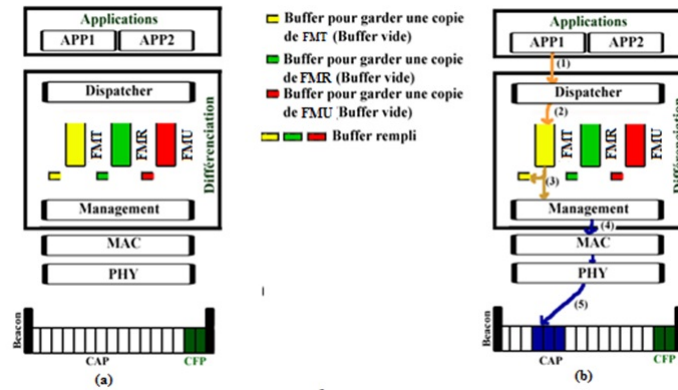 Applications
APP1
APP2
Dispatcher
FMT
FMR
FMU
Différenciation
Management
MAC
PHY
Beacon
CAP
CFP
(a)
Buffer pour garder une copie
de FMT (Buffer vide)
Buffer pour garder une copie
de FMR (Buffer vide)
Buffer pour garder une copie
de FMU (Buffer vide)
Buffer rempli
Applications
APP1
APP2
(1)
Dispatcher
(2)
FMT
FMR
FMU
Différenciation
(3)
Management
(4)
MAC
PHY
(5)
Beacon
CAP
CFP
(b)